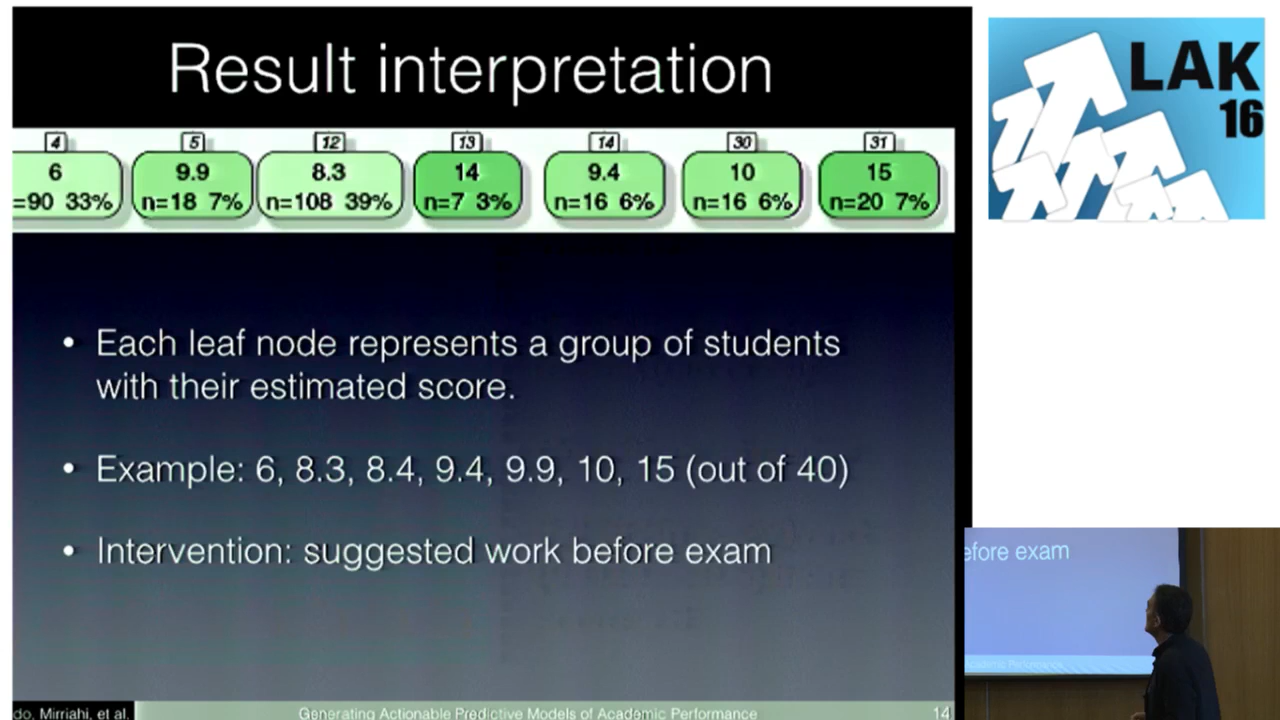 Result interpretation
4 5 12 13 14 30 31
6 9.9 8.3 14 9.4 10 15
=90 33% n=18 7% n=108 39% n=7 3% n=16 6% n=16 6% n=20 7%
• Each leaf node represents a group of students
with their estimated score.
• Example: 6, 8.3, 8.4, 9.4, 9.9, 10, 15 (out of 40)
• Intervention: suggested work before exam
do, Mirriahi, et al. Generating Actionable Predictive Models of Academic Performance 14
LAK
16
efore exam
ademic Performance